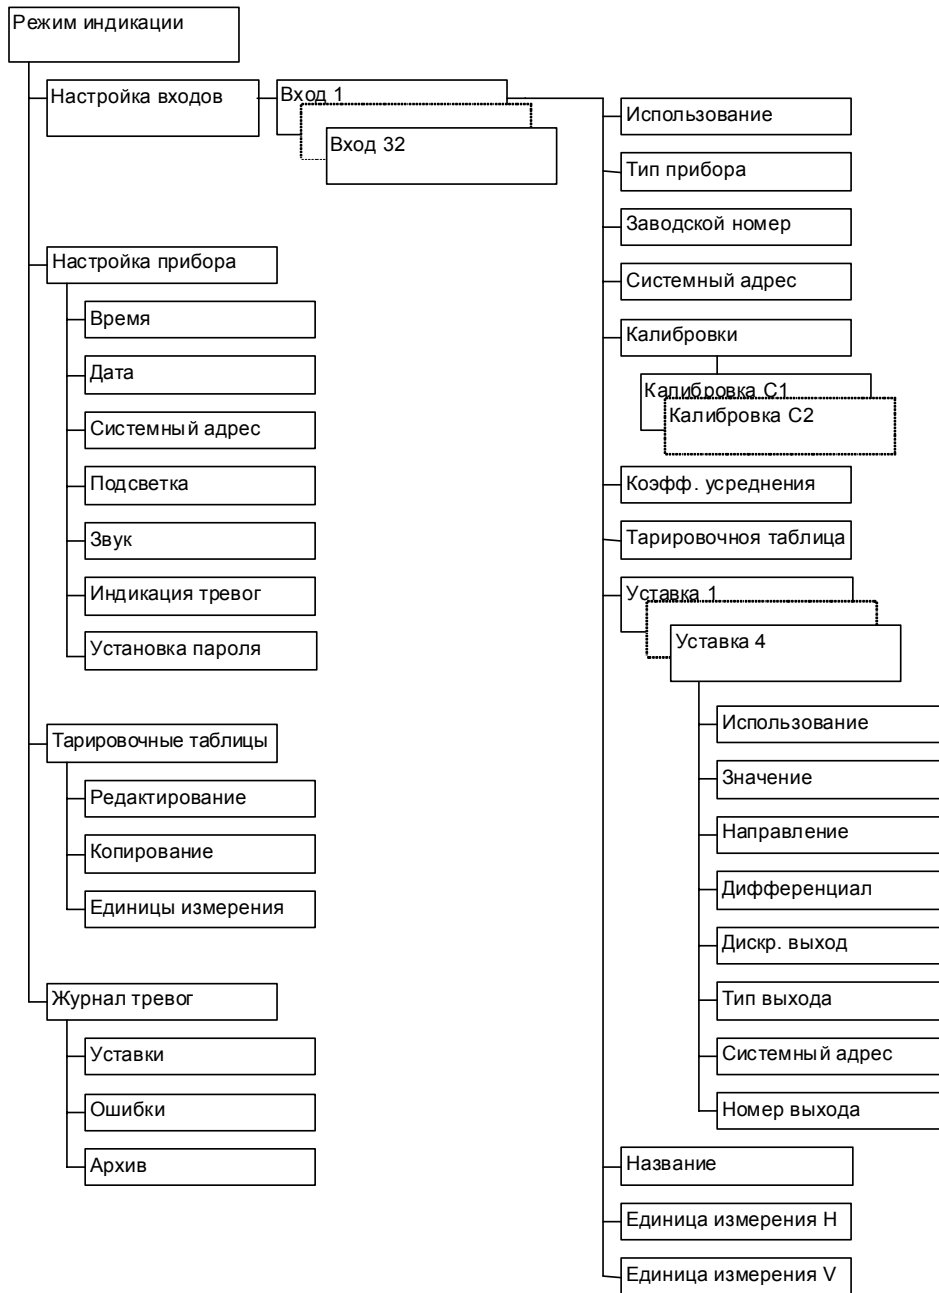 Режим индикации
Настройка входов
Вход 1
Вход 32
Использование
Тип прибора
Заводской номер
Системный адрес
Калибровки
Калибровка C1
Калибровка C2
Коэфф. усреднения
Тарировочноя таблица
Уставка 1
Уставка 4
Использование
Значение
Направление
Дифференциал
Дискр. выход
Тип выхода
Системный адрес
Номер выхода
Название
Единица измерения H
Единица измерения V
Настройка прибора
Время
Дата
Системный адрес
Подсветка
Звук
Индикация тревог
Установка пароля
Тарировочные таблицы
Редактирование
Копирование
Единицы измерения
Журнал тревог
Уставки
Ошибки
Архив